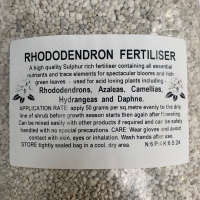 RHODODENDRON FERTILISER
A high quality Sulphur rich fertiliser containing all essential
nutrients and trace elements for spectacular blooms and rich
green leaves - used for acid loving plants including -
Rhododendrons, Azaleas, Camellias,
Hydrangeas and Daphne.
APPLICATION RATE: apply 50 grams per sq metre evenly to the drip
line of shrub before growth season starts then again after flowering.
Can be mixed easily with other products if required and can be safely
handled with no special precautions. CARE: Wear gloves and avoid
contact with skin, eyes or inhalation. Wash hands after use.
STORE tightly sealed bag in a cool, dry area.
N6P4K6S24